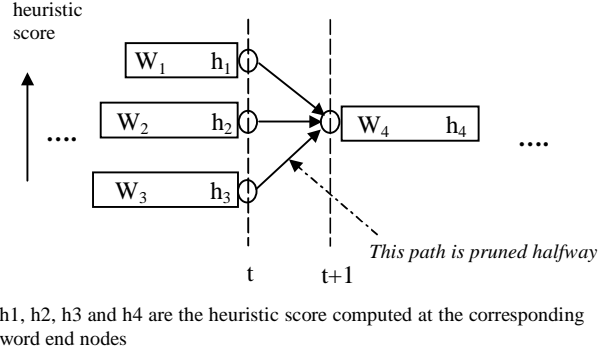 heuristic
score
W1 h1
W2 h2
W3 h3
W4 h4
....
....
This path is pruned halfway
t
t+1
h1, h2, h3 and h4 are the heuristic score computed at the corresponding
word end nodes